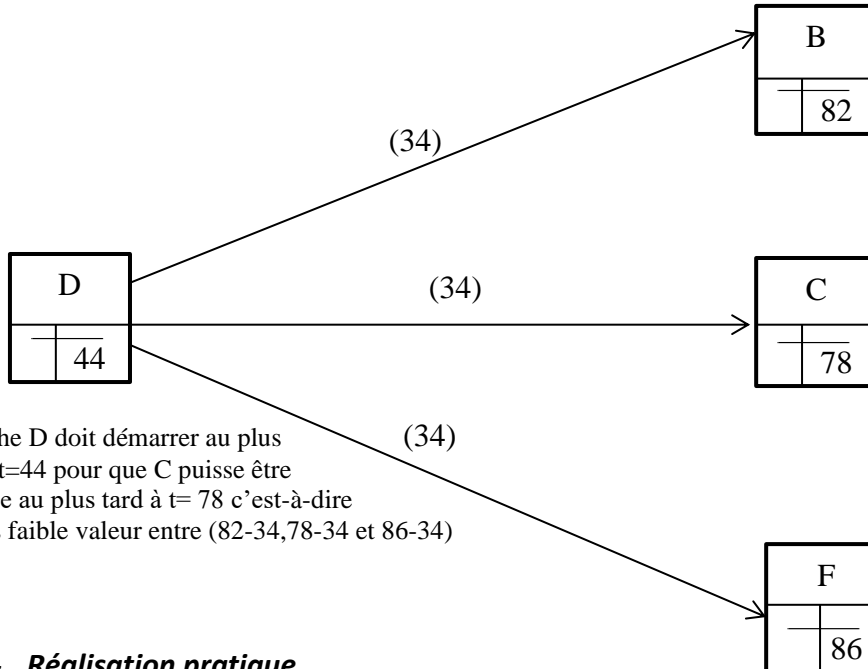 B
82
(34)
D
44
(34)
C
78
(34)
he D doit démarrer au plus
t=44 pour que C puisse être
e au plus tard à t= 78 c’est-à-dire
faible valeur entre (82-34,78-34 et 86-34)
F
86
Réalisation pratique